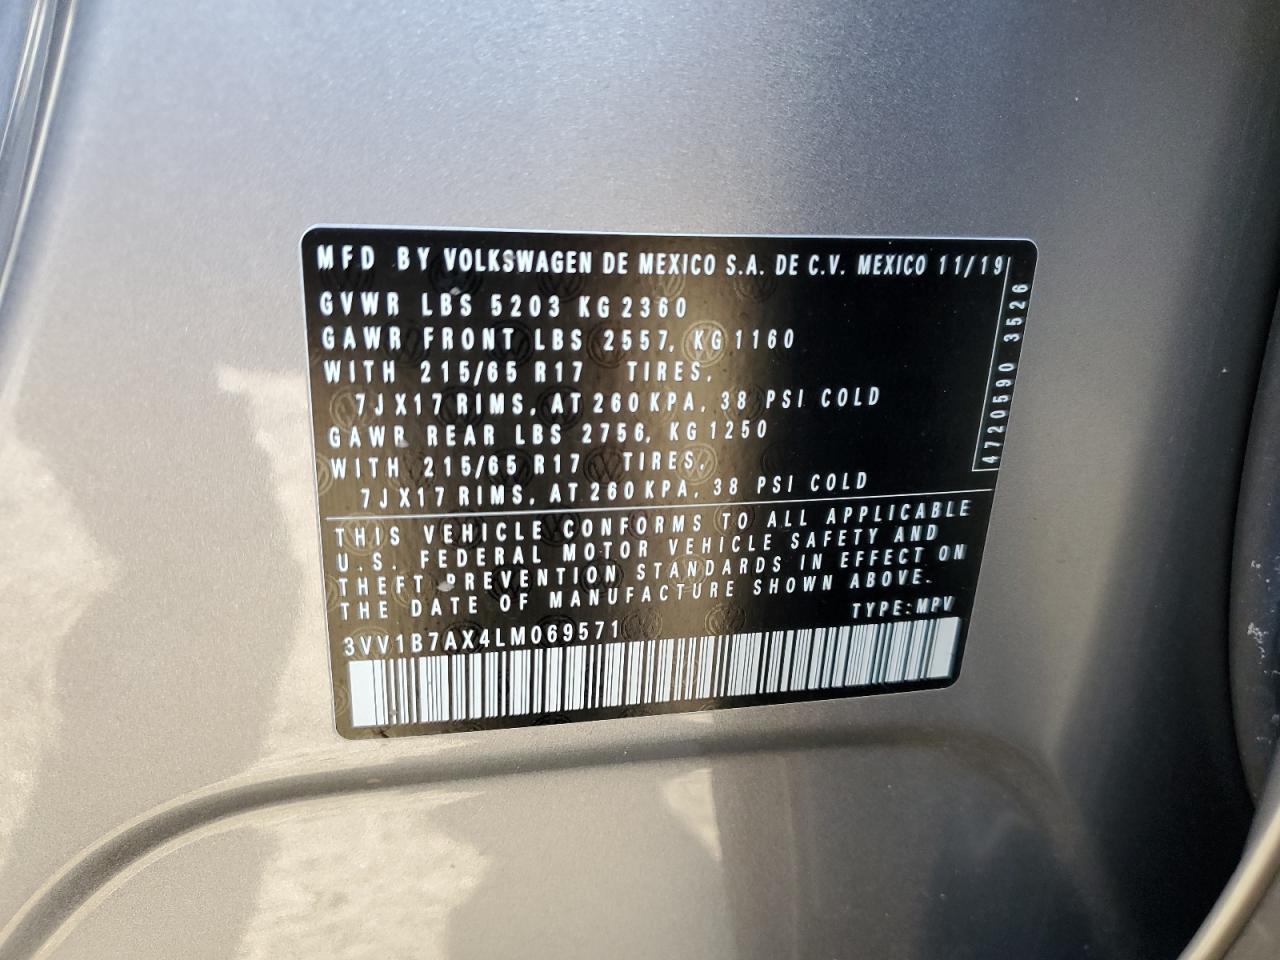 MFD BY VOLKSWAGEN DE MEXICO S.A. DE C.V. MEXICO 11/19
GVWR LBS 5203 KG 2360
GAWR FRONT LBS 2557, KG 1160
WITH 215/65 R17 TIRES,
7JX17 RIMS, AT 260 KPA, 38 PSI COLD
GAWR REAR LBS 2756, KG 1250
WITH 215/65 R17 TIRES,
7JX17 RIMS, AT 260 KPA, 38 PSI COLD
4720590 3526
THIS VEHICLE CONFORMS TO ALL APPLICABLE
U.S. FEDERAL MOTOR VEHICLE SAFETY AND
THEFT PREVENTION STANDARDS IN EFFECT ON
THE DATE OF MANUFACTURE SHOWN ABOVE.
TYPE: MPV
3VV1B7AX4LM069571